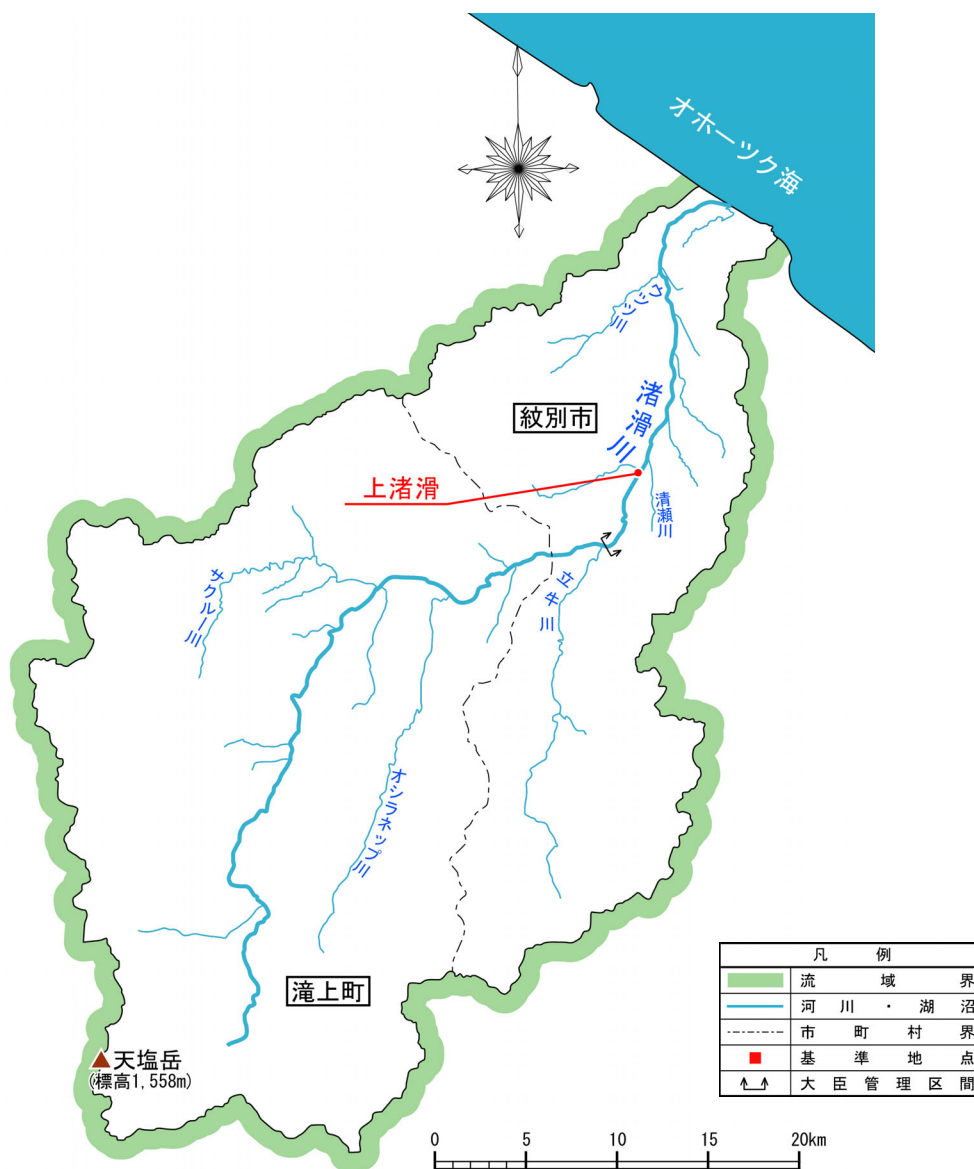 オホーツク海
ウツツ川
渚滑川
紋別市
上渚滑
清瀬川
立牛川
サクルー川
オシラネップ川
滝上町
天塩岳
(標高1,558m)
凡 例
流域界
河川・湖沼
市町村界
基準地点
大臣管理区間
0 5 10 15 20km